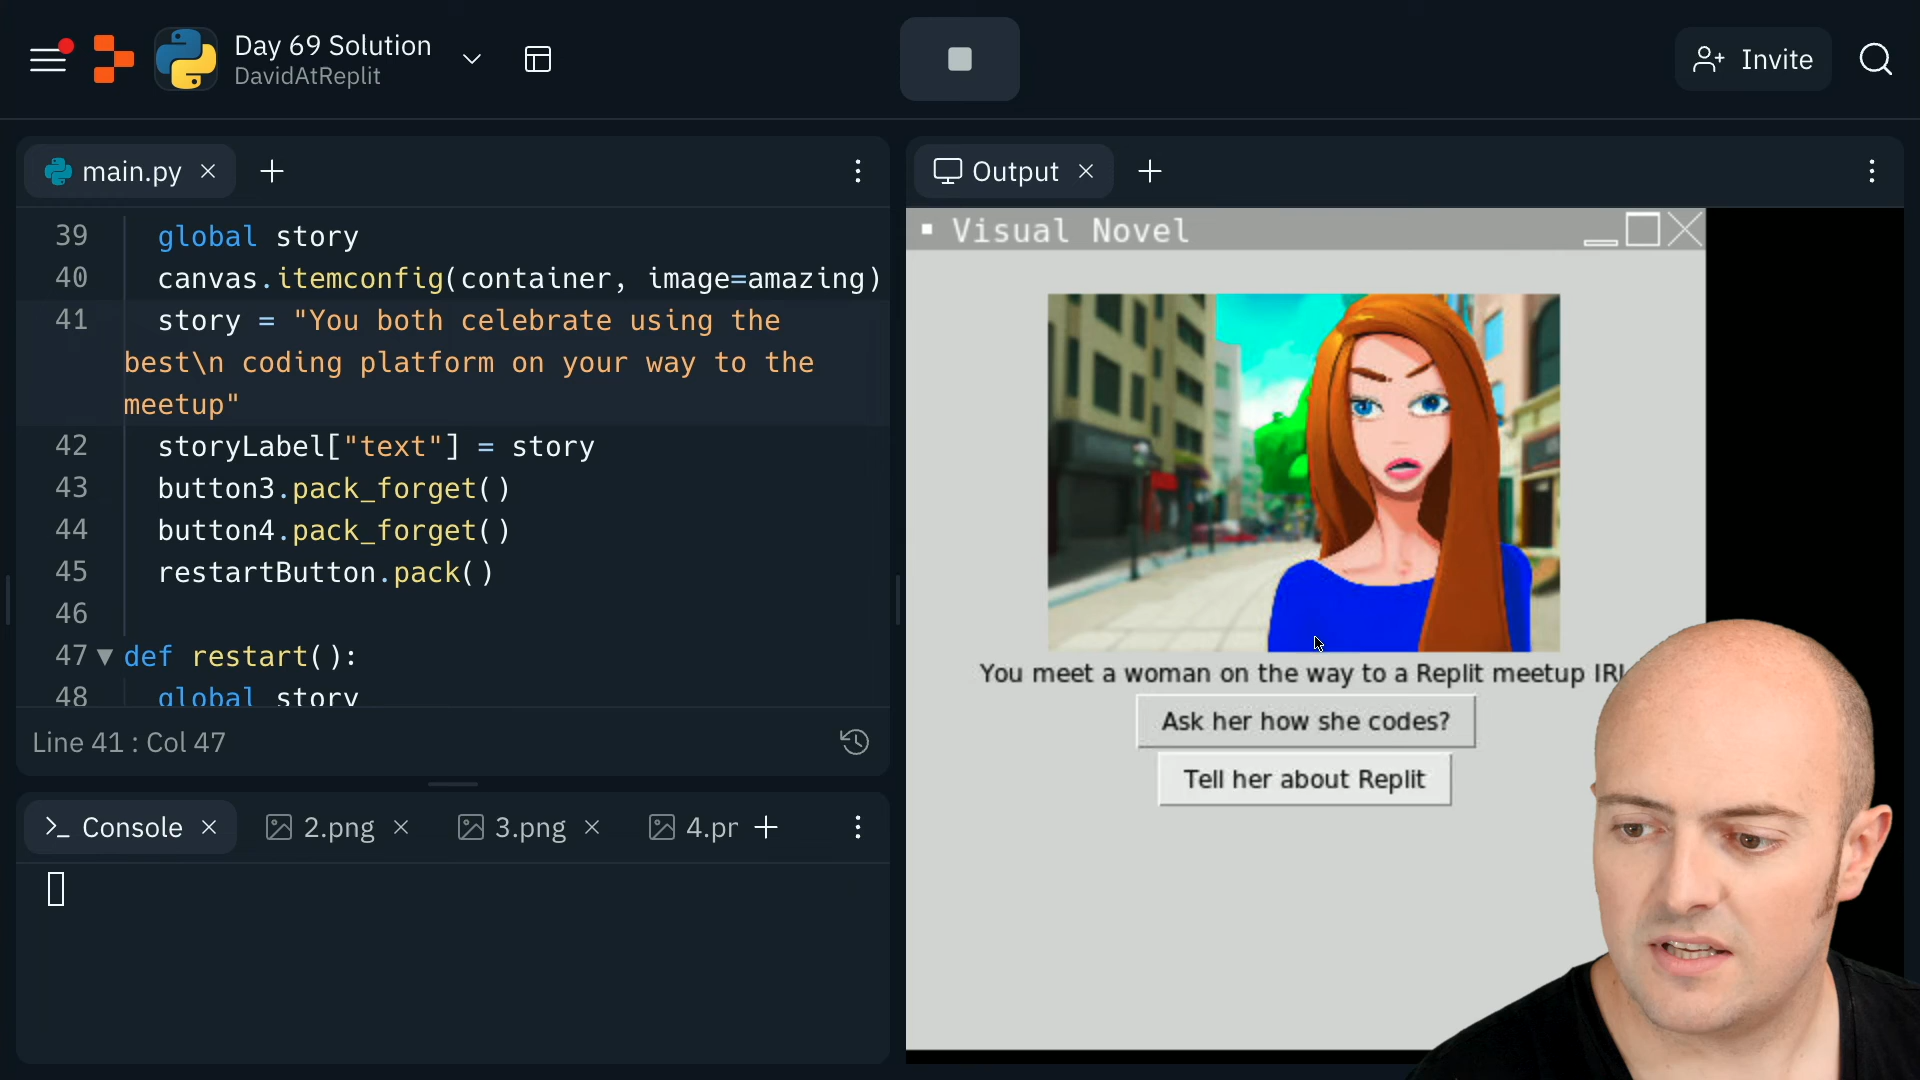 Day 69 Solution
DavidAtReplit
Invite
main.py
Output
39 global story
40 canvas.itemconfig(container, image=amazing)
41 story = "You both celebrate using the
best\n coding platform on your way to the
meetup"
42 storyLabel["text"] = story
43 button3.pack_forget()
44 button4.pack_forget()
45 restartButton.pack()
46
47 def restart():
48 global story
Line 41 : Col 47
Console
2.png
3.png
4.pr
Visual Novel
You meet a woman on the way to a Replit meetup IRL
Ask her how she codes?
Tell her about Replit